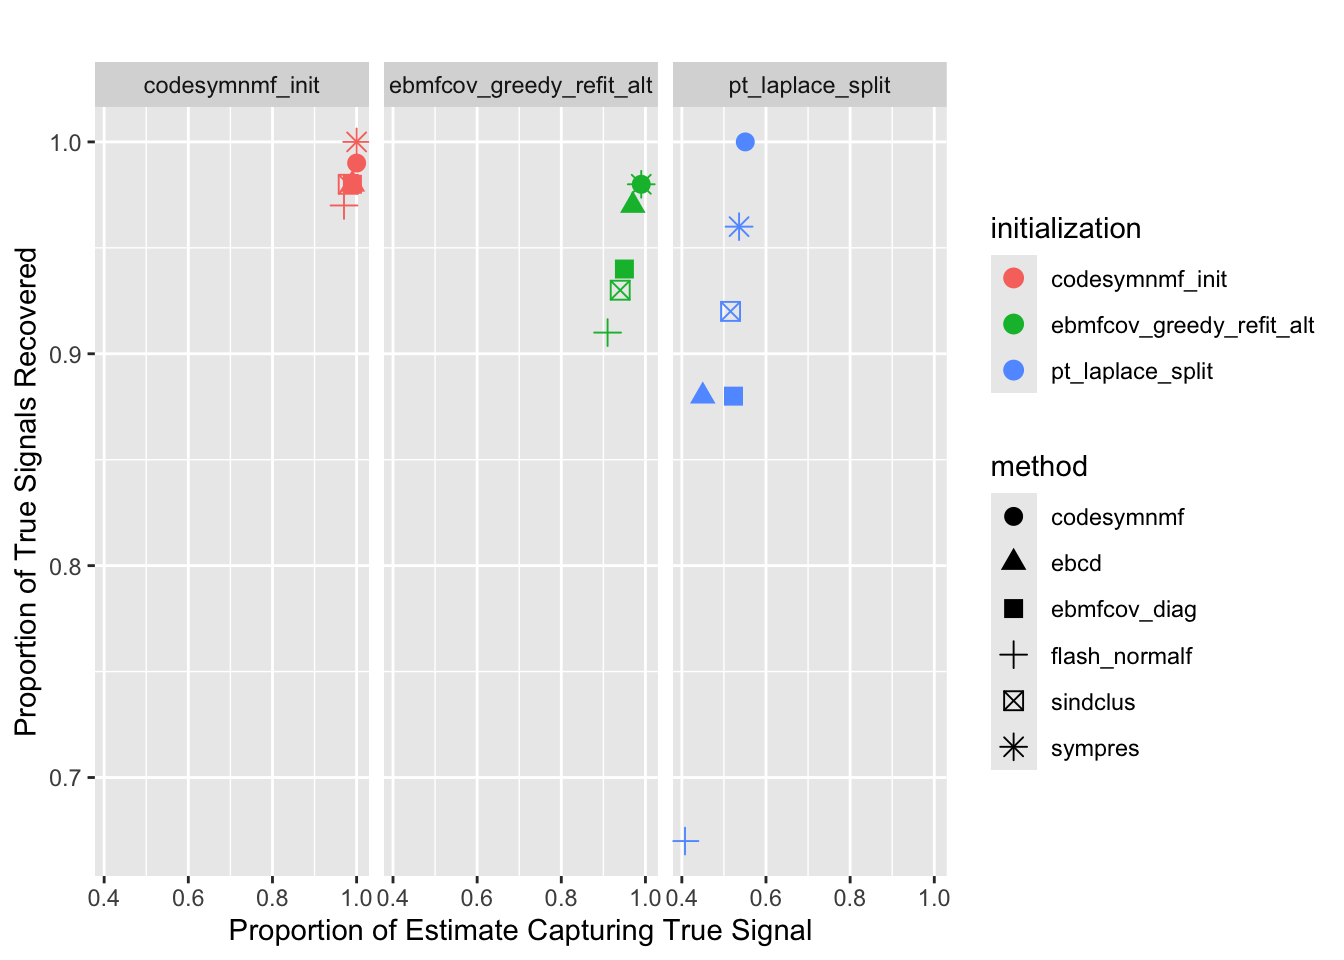 codesymnmf_init ebmfcov_greedy_refit_alt pt_laplace_split
1.0
0.9
0.8
0.7
Proportion of True Signals Recovered
0.4 0.6 0.8 1.0 0.4 0.6 0.8 1.0 0.4 0.6 0.8 1.0
Proportion of Estimate Capturing True Signal
initialization
codesymnmf_init
ebmfcov_greedy_refit_alt
pt_laplace_split
method
codesymnmf
ebcd
ebmfcov_diag
flash_normalf
sindclus
sympres